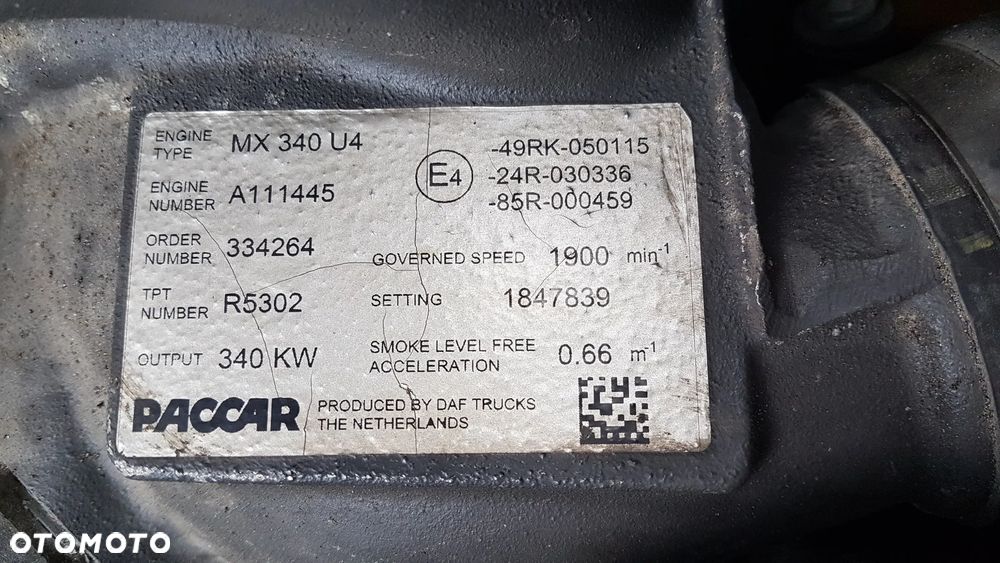 ENGINE TYPE MX 340 U4
ENGINE NUMBER A111445
ORDER NUMBER 334264
TPT NUMBER R5302
OUTPUT 340 KW
E4
-49RK-050115
-24R-030336
-85R-000459
GOVERNED SPEED 1900 min-1
SETTING 1847839
SMOKE LEVEL FREE
ACCELERATION 0.66 m-1
PACCAR
PRODUCED BY DAF TRUCKS
THE NETHERLANDS
OTOMOTO